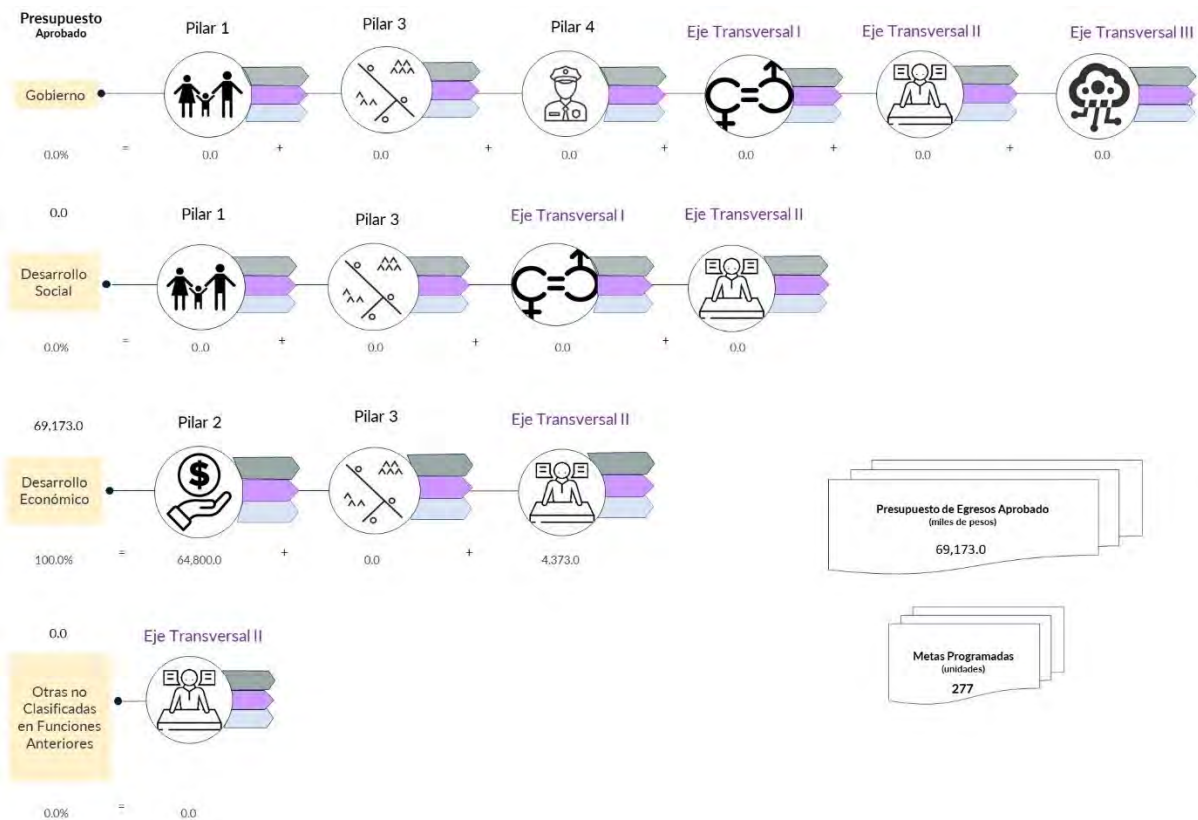 Presupuesto
Aprobado
Pilar 1
Pilar 3
Pilar 4
Eje Transversal I
Eje Transversal II
Eje Transversal III
Gobierno
$
0.0% = 0.0 + 0.0 + 0.0 + 0.0 + 0.0 + 0.0
0.0
Pilar 1
Pilar 3
Eje Transversal I
Eje Transversal II
Desarrollo
Social
0.0% = 0.0 + 0.0 + 0.0 + 0.0
69,173.0
Pilar 2
Pilar 3
Eje Transversal II
Desarrollo
Económico
100.0% = 64,800.0 + 0.0 + 4,373.0
Presupuesto de Egresos Aprobado
(miles de pesos)
69,173.0
Metas Programadas
(unidades)
277
0.0
Eje Transversal II
Otras no
Clasificadas
en Funciones
Anteriores
0.0% = 0.0